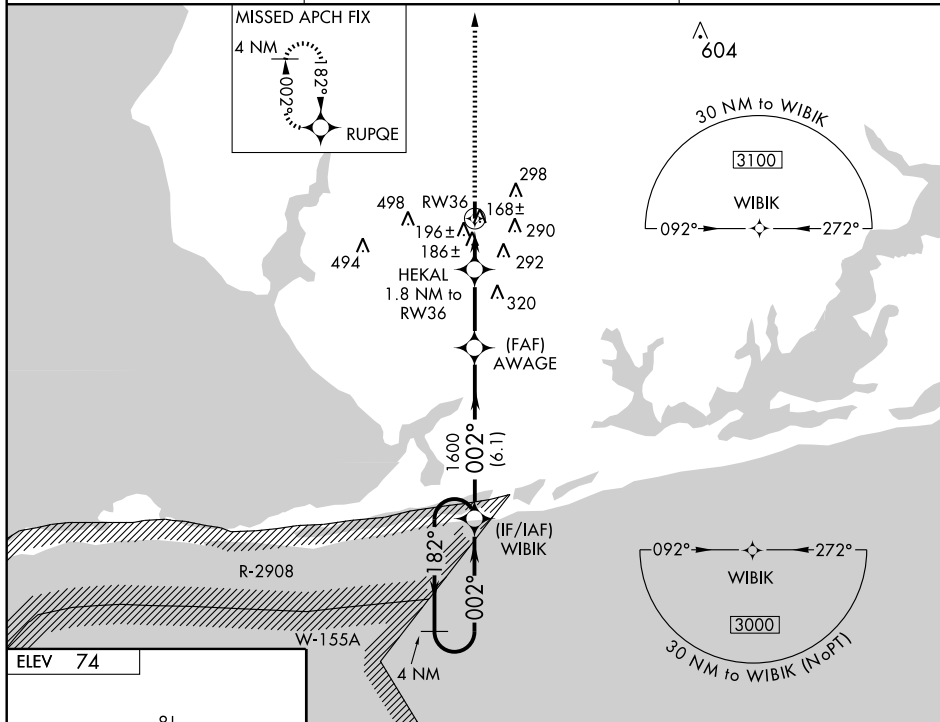 MISSED APCH FIX
4 NM
182°
002°
RUPQE
604
30 NM to WIBIK
3100
WIBIK
092°
272°
298
498
RW36
168±
196±
290
186±
494
292
HEKAL
1.8 NM to
RW36
320
(FAF)
AWAGE
1600
002°
(6.1)
(IF/IAF)
WIBIK
182°
002°
R-2908
W-155A
4 NM
092°
272°
WIBIK
3000
30 NM to WIBIK (NoPT)
ELEV 74